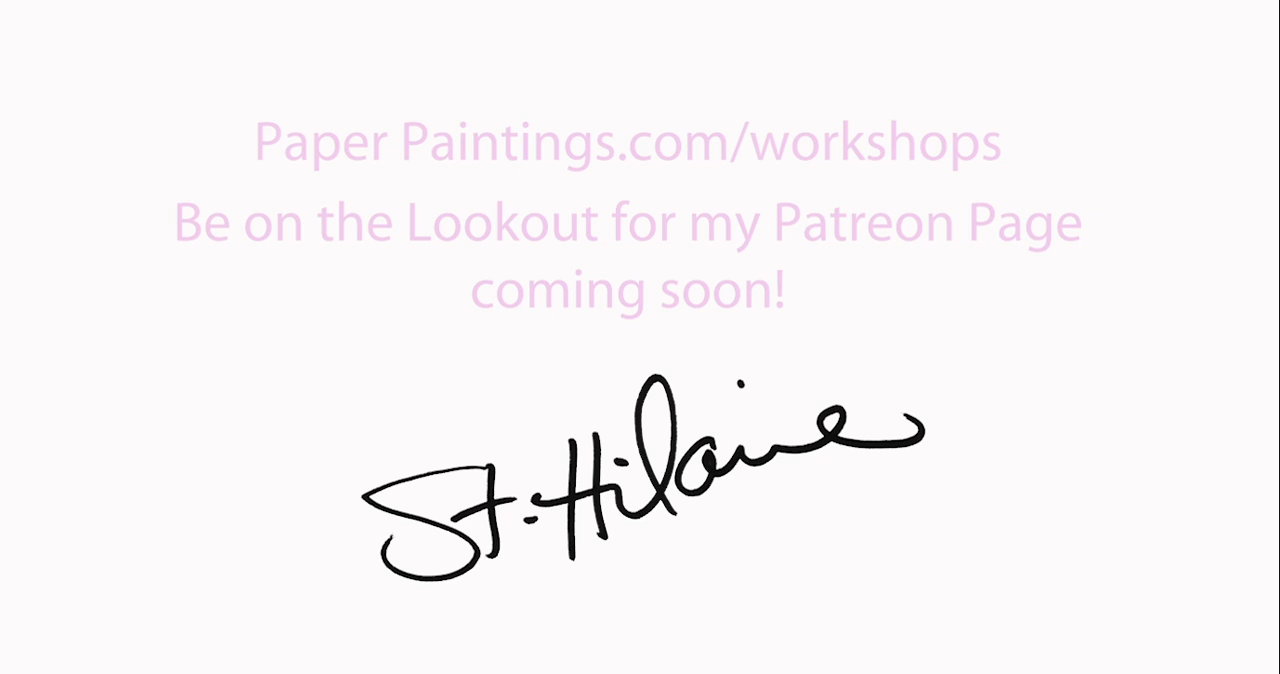 Paper Paintings.com/workshops
Be on the Lookout for my Patreon Page
coming soon!
St. Hilaire